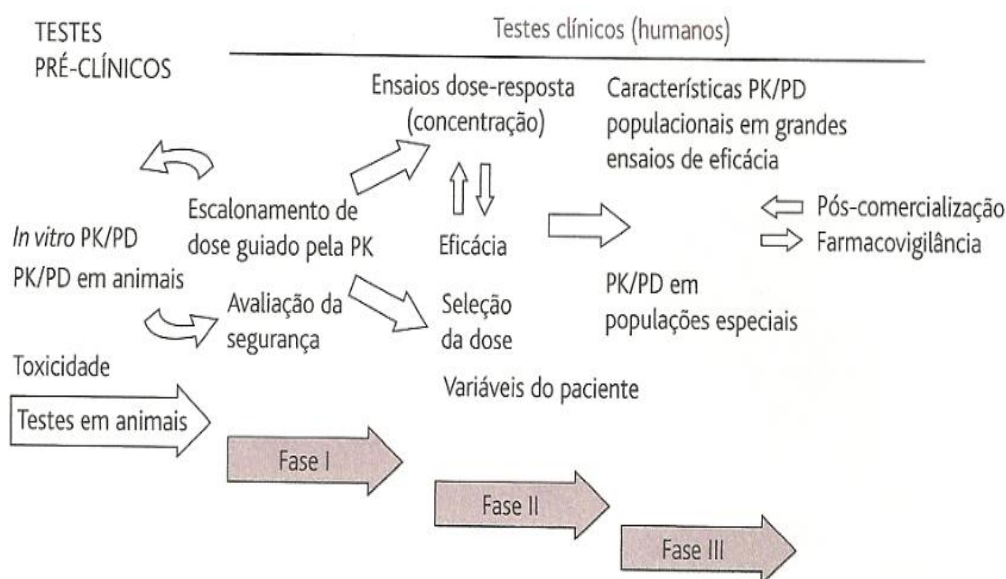 TESTES
PRÉ-CLÍNICOS
Testes clínicos (humanos)
Ensaios dose-resposta
(concentração)
Características PK/PD
populacionais em grandes
ensaios de eficácia
In vitro PK/PD
PK/PD em animais
Escalonamento de
dose guiado pela PK
Eficácia
Pós-comercialização
Farmacovigilância
Avaliação da
segurança
Seleção
da dose
PK/PD em
populações especiais
Toxicidade
Variáveis do paciente
Testes em animais
Fase I
Fase II
Fase III